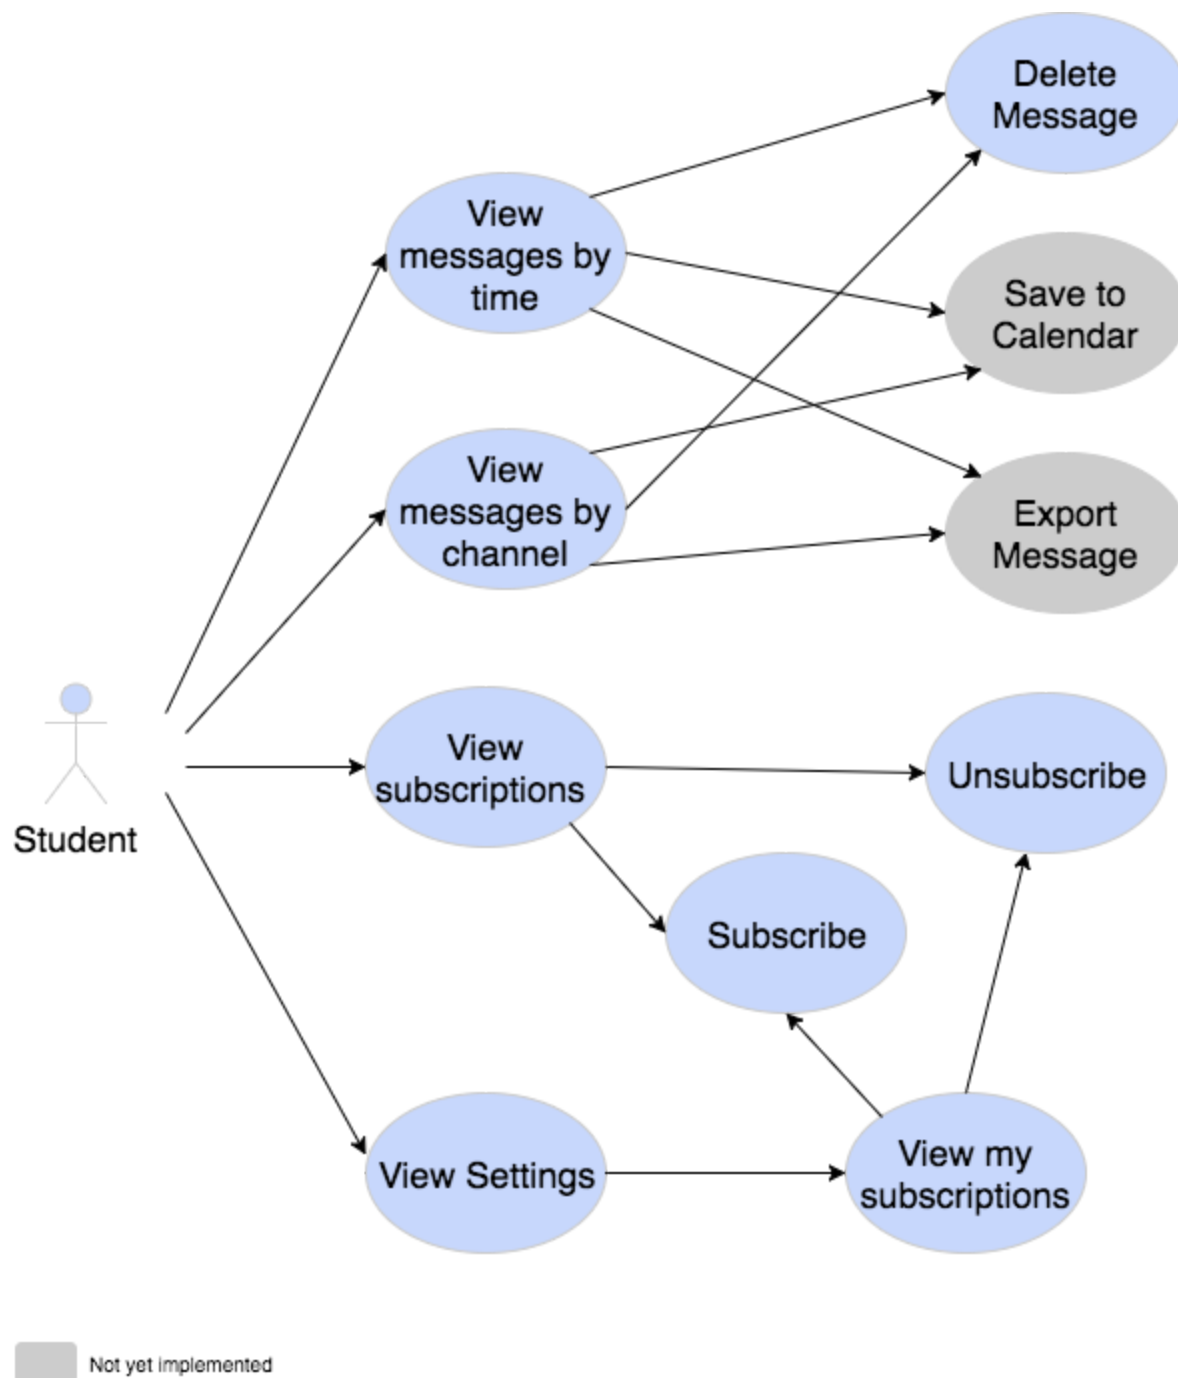 Delete
Message
View
messages by
time
Save to
Calendar
View
messages by
channel
Export
Message
View
subscriptions
Unsubscribe
Student
Subscribe
View Settings
View my
subscriptions
Not yet implemented